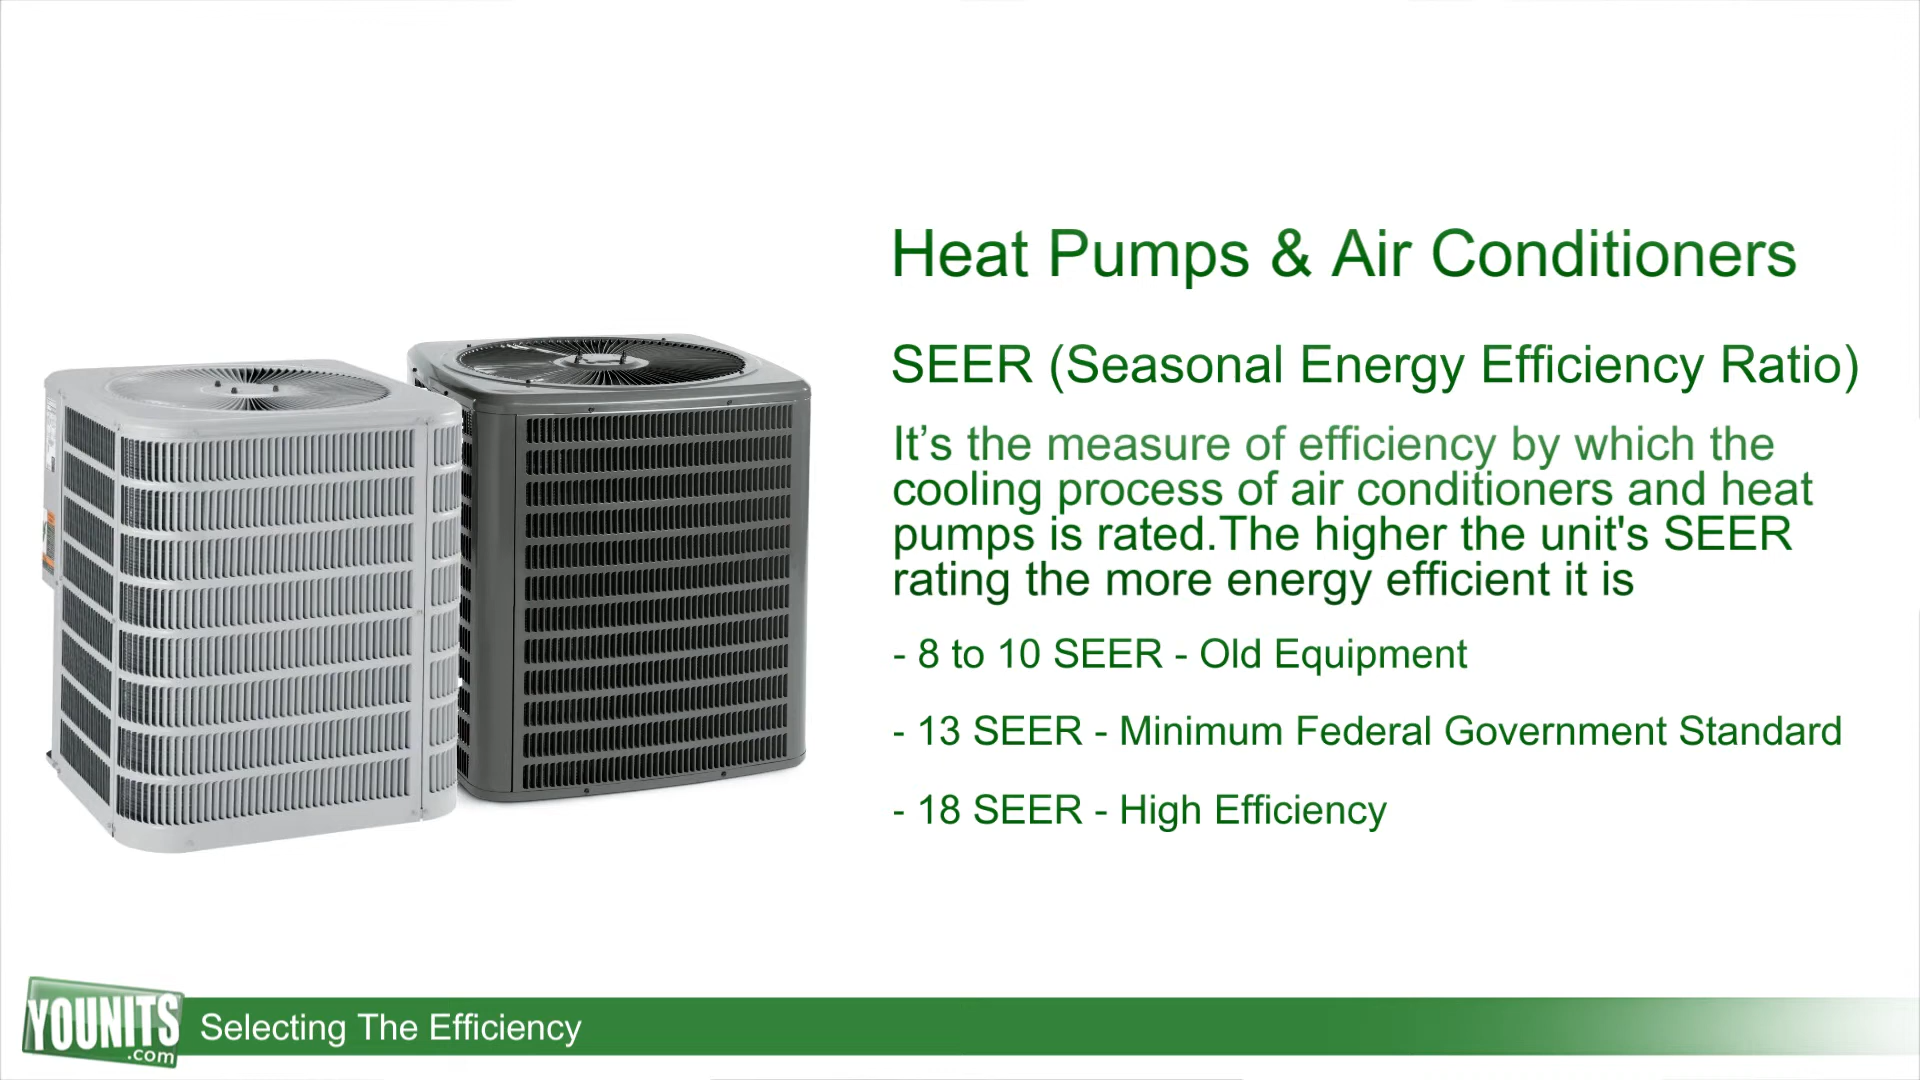 Heat Pumps & Air Conditioners
SEER (Seasonal Energy Efficiency Ratio)
It’s the measure of efficiency by which the
cooling process of air conditioners and heat
pumps is rated.The higher the unit's SEER
rating the more energy efficient it is
- 8 to 10 SEER - Old Equipment
- 13 SEER - Minimum Federal Government Standard
- 18 SEER - High Efficiency
YOUNITS
.com
Selecting The Efficiency